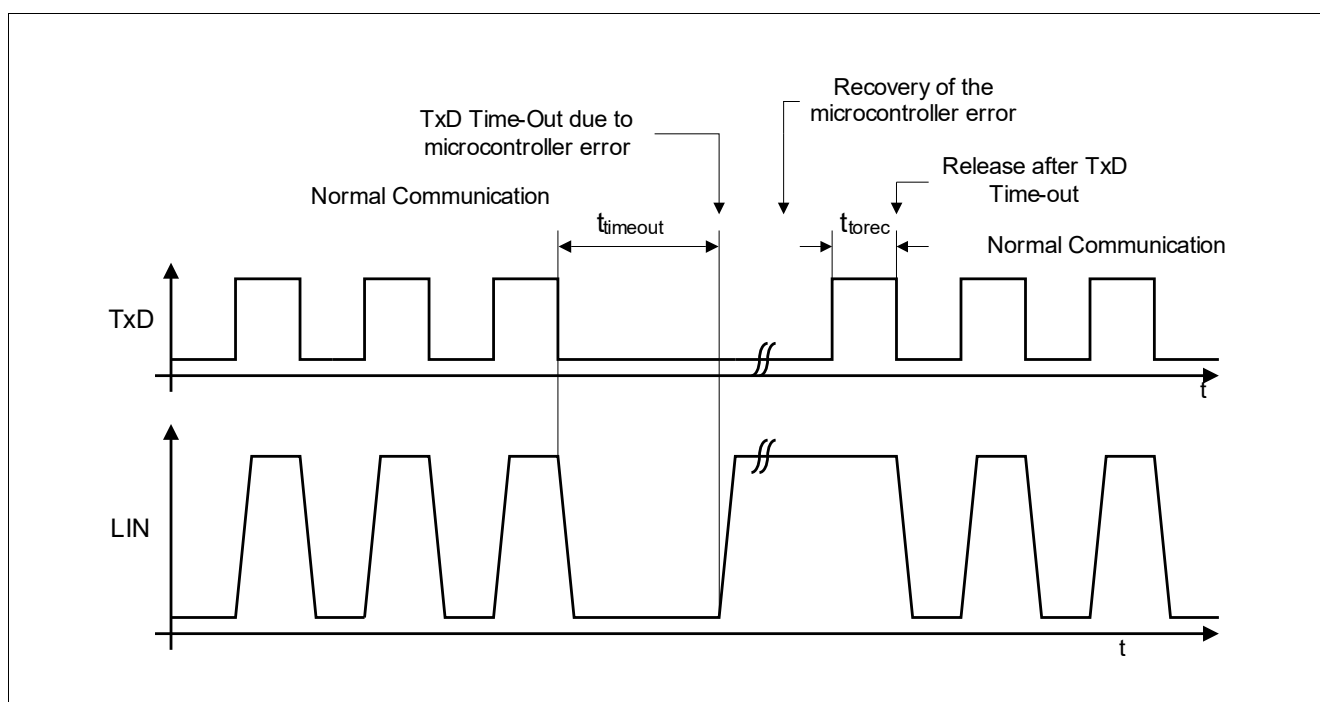 Recovery of the
microcontroller error
TxD Time-Out due to
microcontroller error
Release after TxD
Time-out
Normal Communication
ttimeout
ttorec
Normal Communication
TxD
t
LIN
t